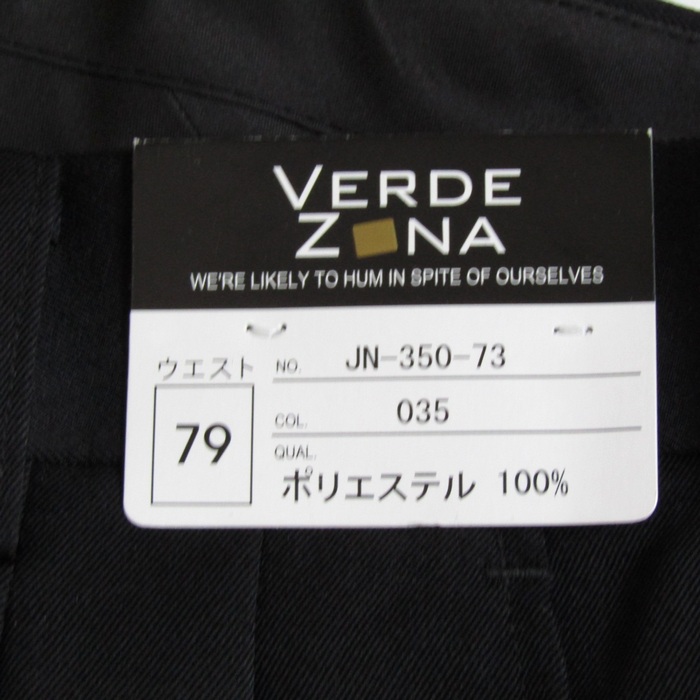 VERDE
ZONA
WE'RE LIKELY TO HUM IN SPITE OF OURSELVES
ウエスト
79
NO. JN-350-73
COL. 035
QUAL.
ポリエステル 100%